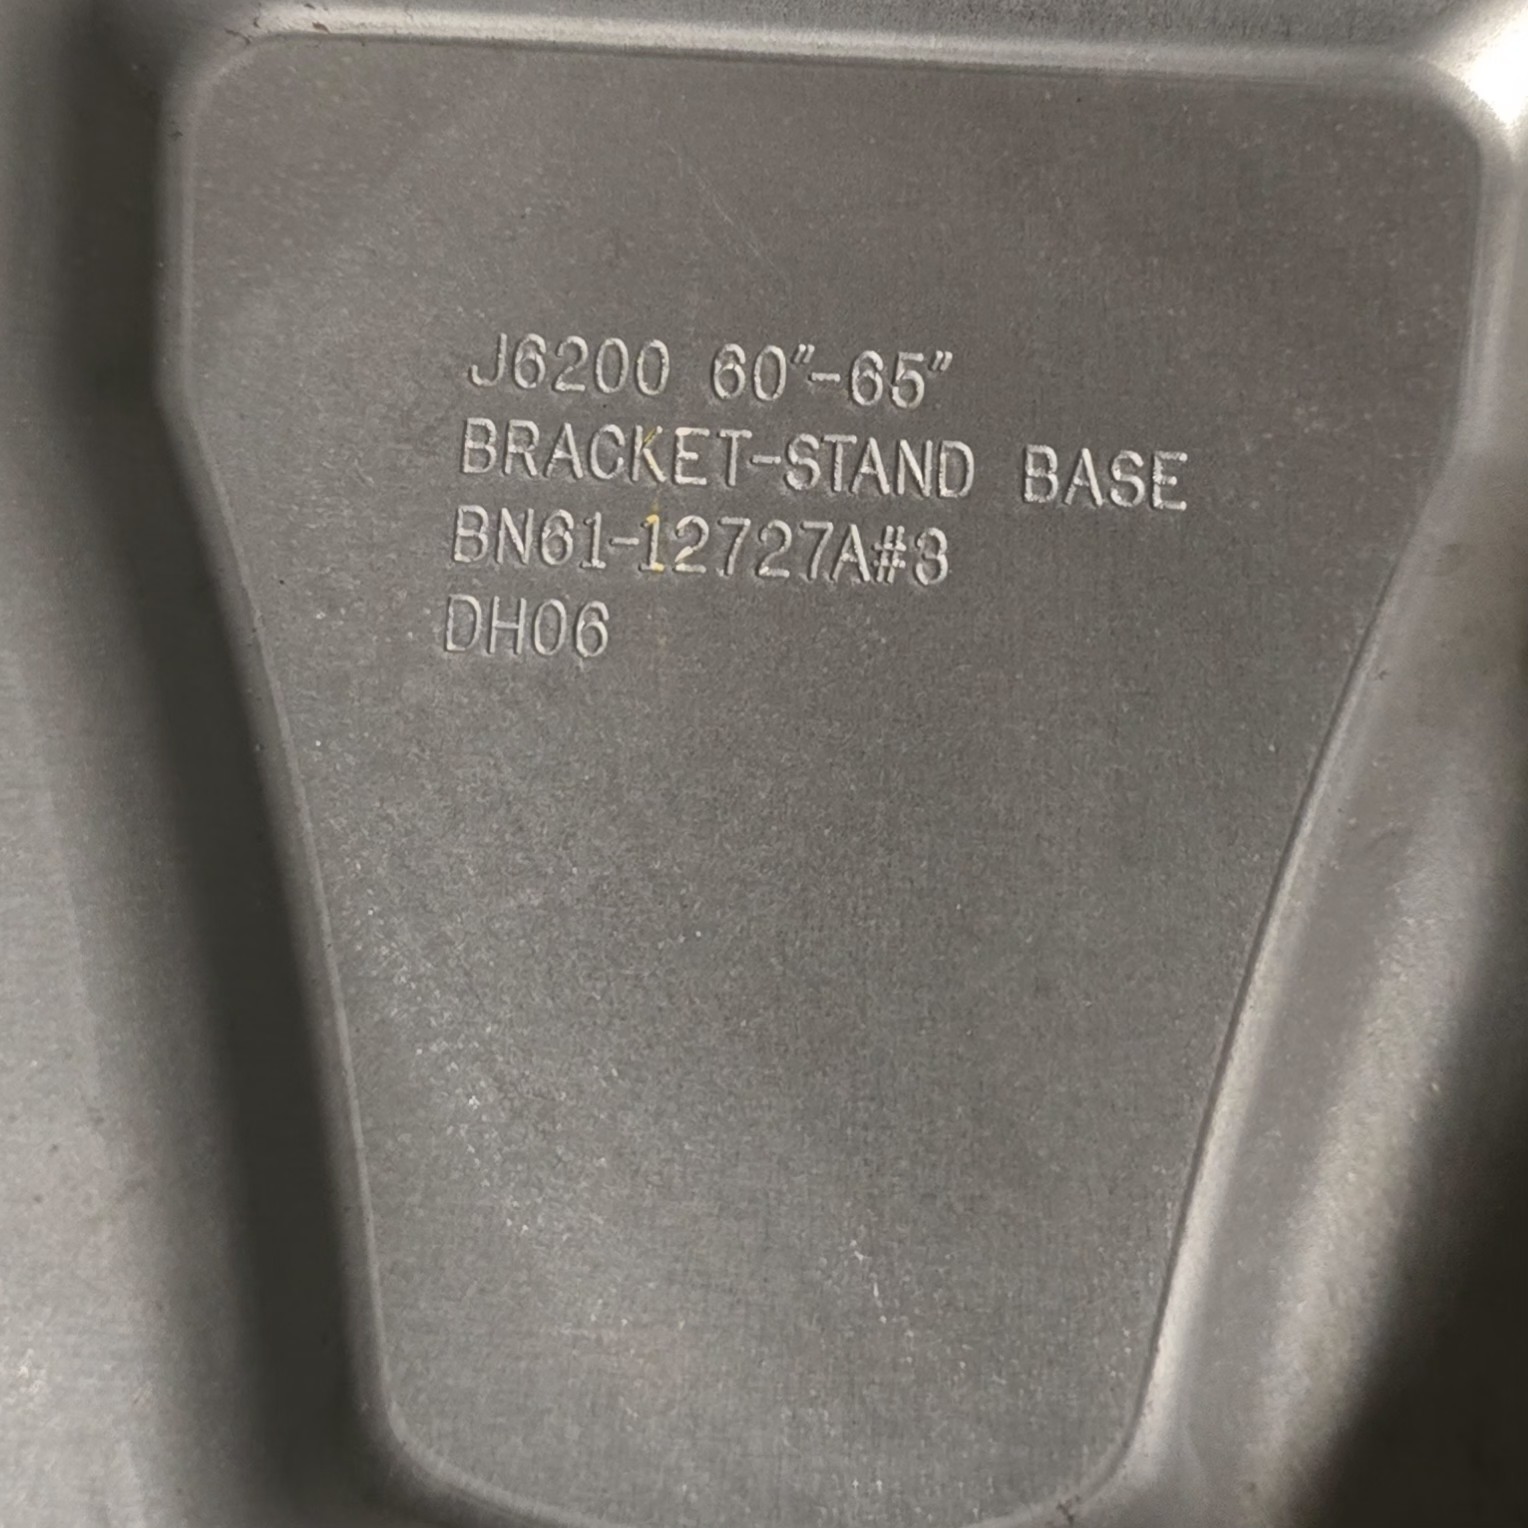 J6200 60"-65"
BRACKET-STAND BASE
BN61-12727A#3
DH06